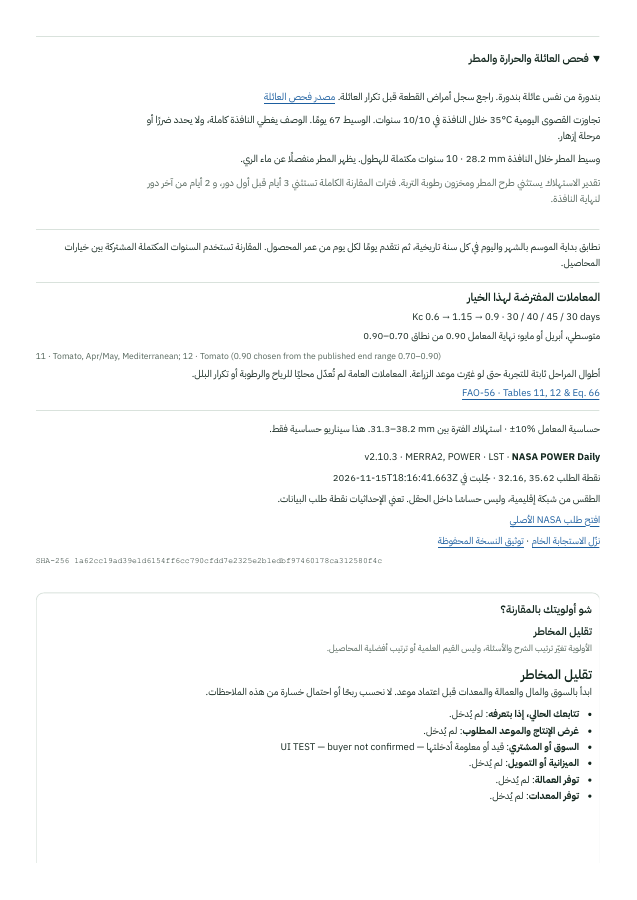 ▼ فحص العائلة والحرارة والمطر
بندورة من نفس عائلة بندورة. راجع سجل أمراض القطعة قبل تكرار العائلة. مصدر فحص العائلة
تجاوزت القصوى اليومية 35°C خلال النافذة في 10/10 سنوات. الوسيط 67 يومًا. الوصف يغطي النافذة كاملة، ولا يحدد ضررًا أو
مرحلة إزهار.
وسيط المطر خلال النافذة 28.2 mm · 10 سنوات مكتملة للهطول. يظهر المطر منفصلًا عن ماء الري.
تقدير الاستهلاك يستثني طرح المطر ومخزون رطوبة التربة. فترات المقارنة الكاملة تستثني 3 أيام قبل أول دور، و 2 أيام من آخر دور
لنهاية النافذة.
نطابق بداية الموسم بالشهر واليوم في كل سنة تاريخية، ثم نتقدم يومًا لكل يوم من عمر المحصول. المقارنة تستخدم السنوات المكتملة المشتركة بين خيارات
المحاصيل.
المعاملات المفترضة لهذا الخيار
Kc 0.6 → 1.15 → 0.9 · 30 / 40 / 45 / 30 days
متوسطي، أبريل أو مايو؛ نهاية المعامل 0.90 من نطاق 0.70–0.90
11 · Tomato, Apr/May, Mediterranean; 12 · Tomato (0.90 chosen from the published end range 0.70–0.90)
أطوال المراحل ثابتة للتجربة حتى لو غيّرت موعد الزراعة. المعاملات العامة لم تُعدّل محليًا للرياح والرطوبة أو تكرار البلل.
FAO-56 · Tables 11, 12 & Eq. 66
حساسية المعامل ±10% · استهلاك الفترة بين 31.3–38.2 mm. هذا سيناريو حساسية فقط.
NASA POWER Daily · v2.10.3 · MERRA2, POWER · LST
نقطة الطلب 35.62 ,32.16 · جُلبت في 2026-11-15T18:16:41.663Z
الطقس من شبكة إقليمية، وليس حساسًا داخل الحقل. تعني الإحداثيات نقطة طلب البيانات.
افتح طلب NASA الأصلي
نزّل الاستجابة الخام · توثيق النسخة المحفوظة
SHA-256 1a62cc19ad39e1d6154ff6cc790cfdd7e2325e2b1edbf97460178ca312580f4c
شو أولويتك بالمقارنة؟
تقليل المخاطر
الأولوية تغيّر ترتيب الشرح والأسئلة، وليس القيم العلمية أو ترتيب أفضلية المحاصيل.
تقليل المخاطر
ابدأ بالسوق والمال والعمالة والمعدات قبل اعتماد موعد. لا نحسب ربحًا أو احتمال خسارة من هذه الملاحظات.
• تتابعك الحالي، إذا بتعرفه: لم يُدخل.
• غرض الإنتاج والموعد المطلوب: لم يُدخل.
• السوق أو المشتري: قيد أو معلومة أدخلتها — UI TEST — buyer not confirmed
• الميزانية أو التمويل: لم يُدخل.
• توفر العمالة: لم يُدخل.
• توفر المعدات: لم يُدخل.